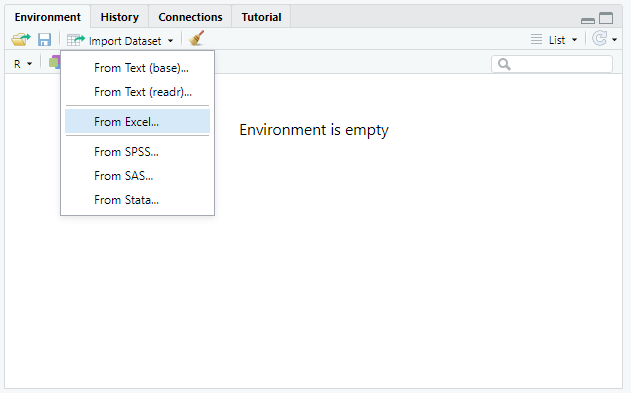 Environment History Connections Tutorial
Import Dataset List
R
From Text (base)...
From Text (readr)...
From Excel...
From SPSS...
From SAS...
From Stata...
Environment is empty